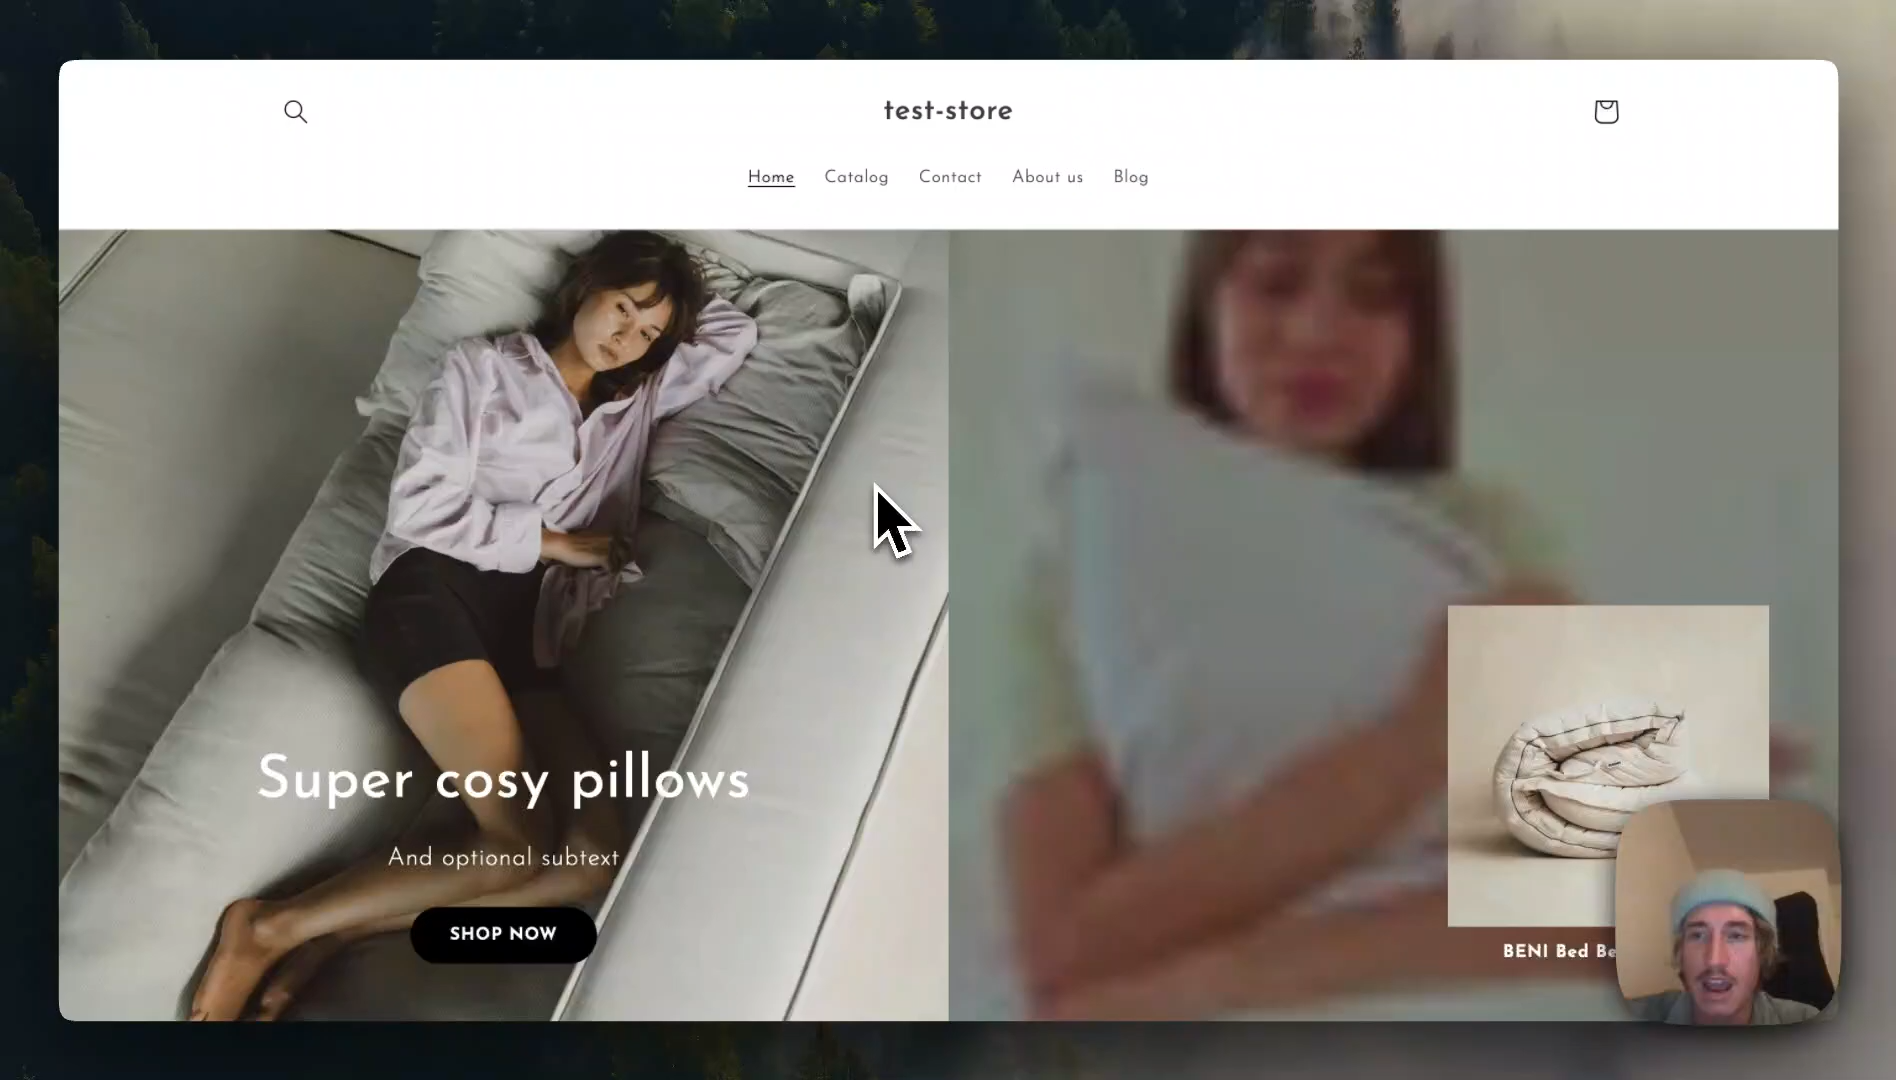 test-store
Home Catalog Contact About us Blog
Super cosy pillows
And optional subtext
SHOP NOW
BENI Bed